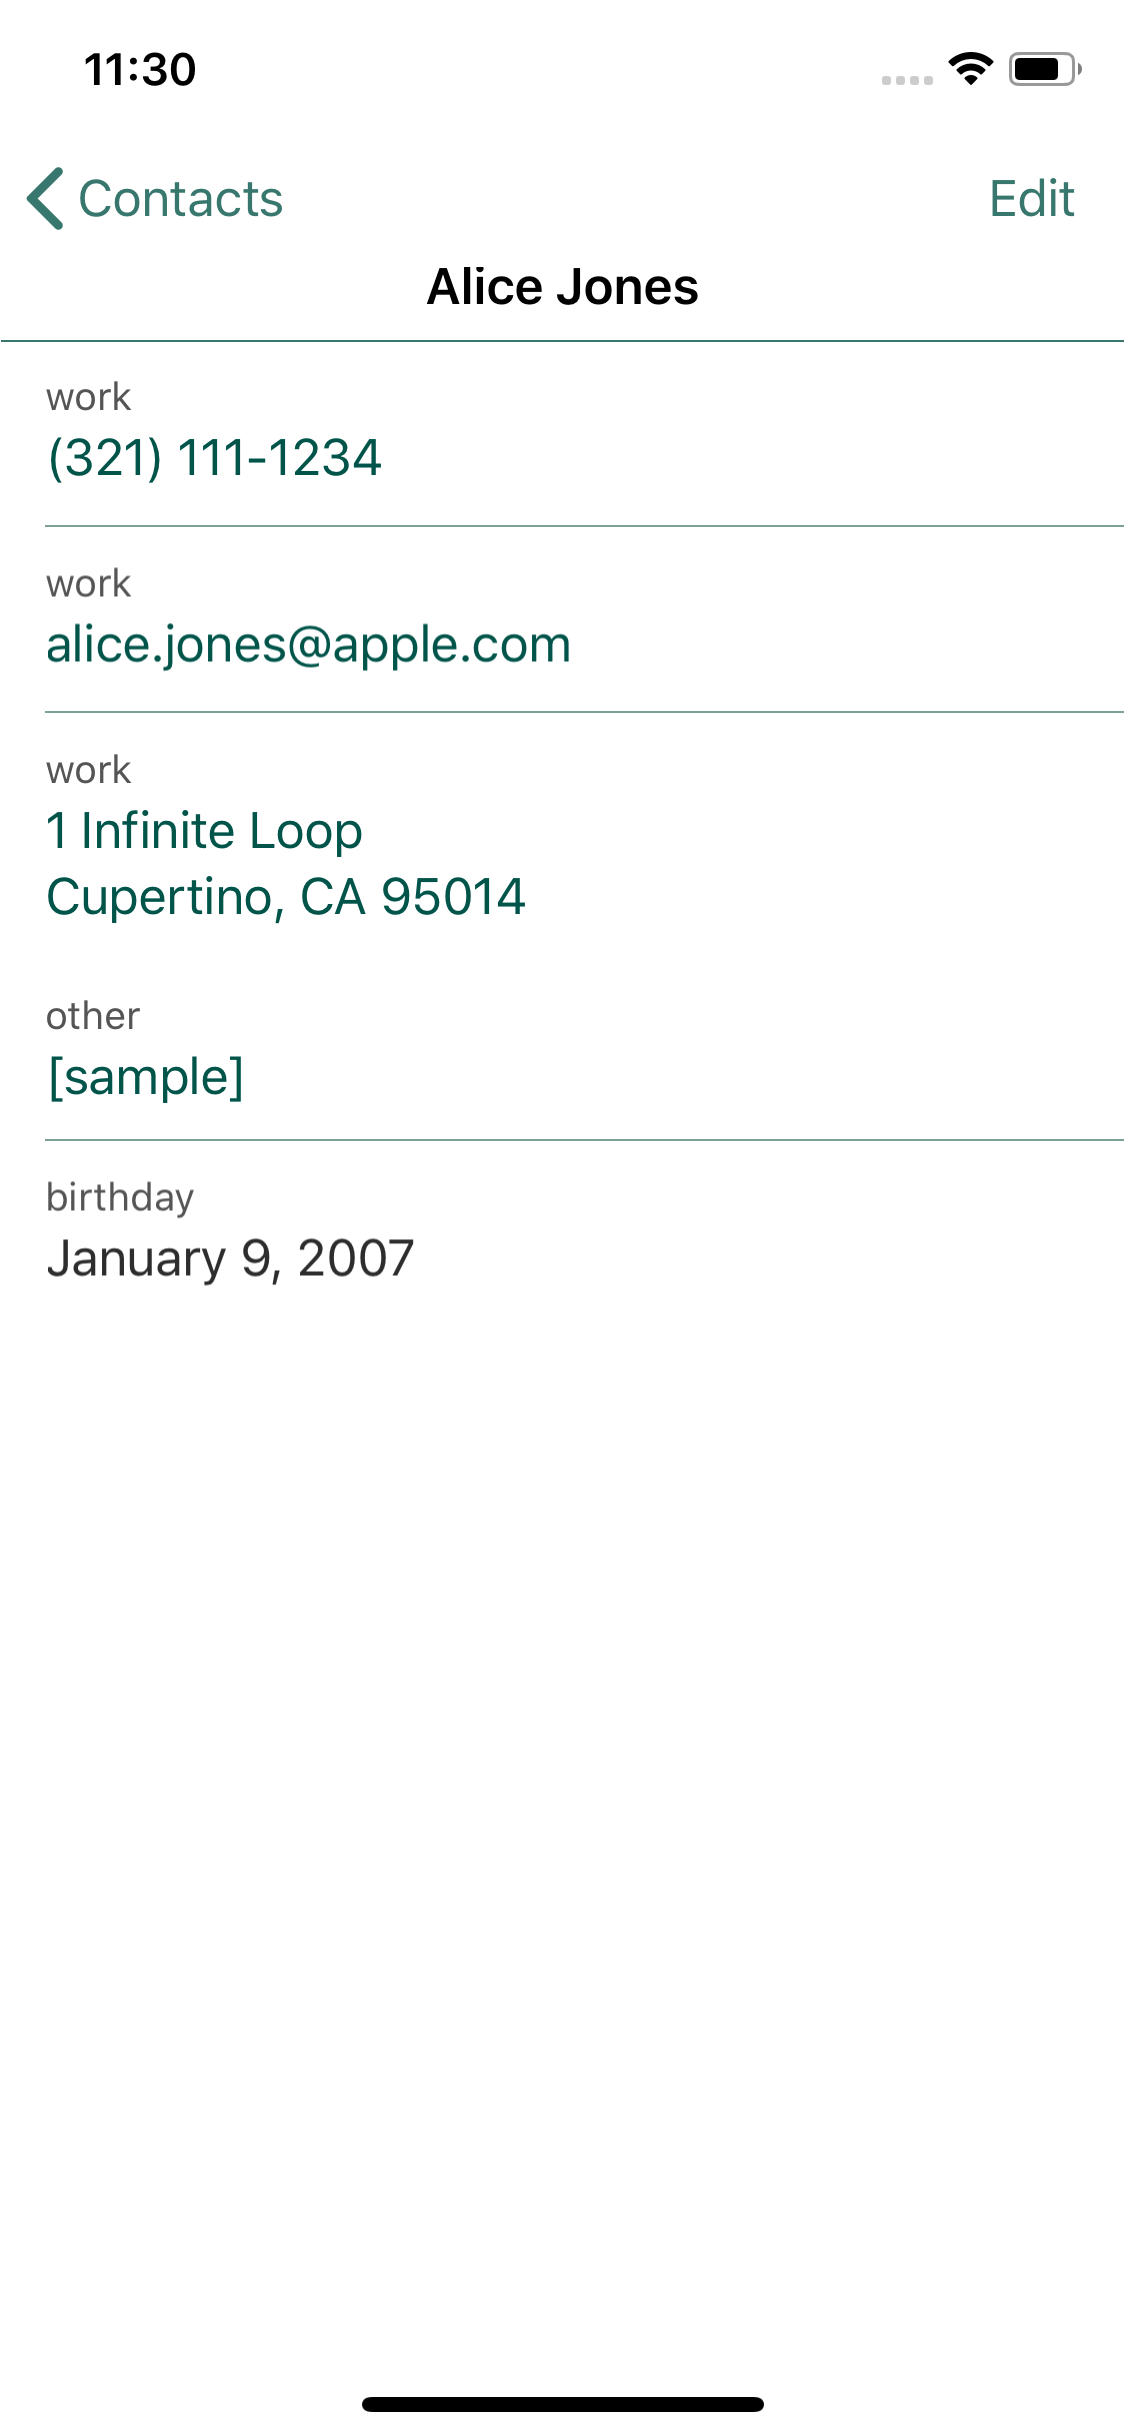 11:30
Contacts
Edit
Alice Jones
work
(321) 111-1234
work
alice.jones@apple.com
work
1 Infinite Loop
Cupertino, CA 95014
other
[sample]
birthday
January 9, 2007